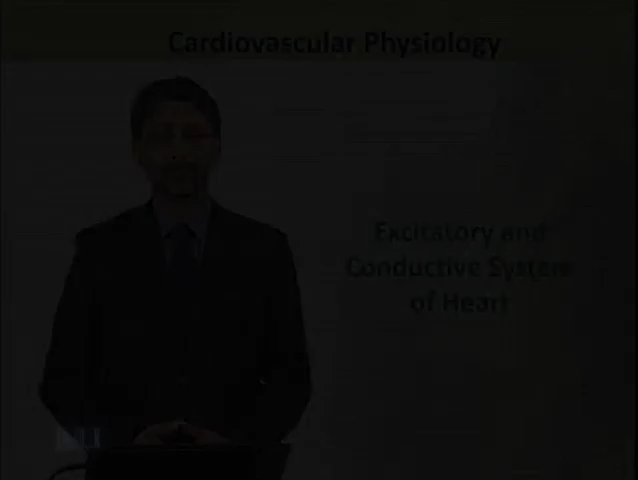 Cardiovascular Physiology
Excitatory and
Conductive System
of Heart